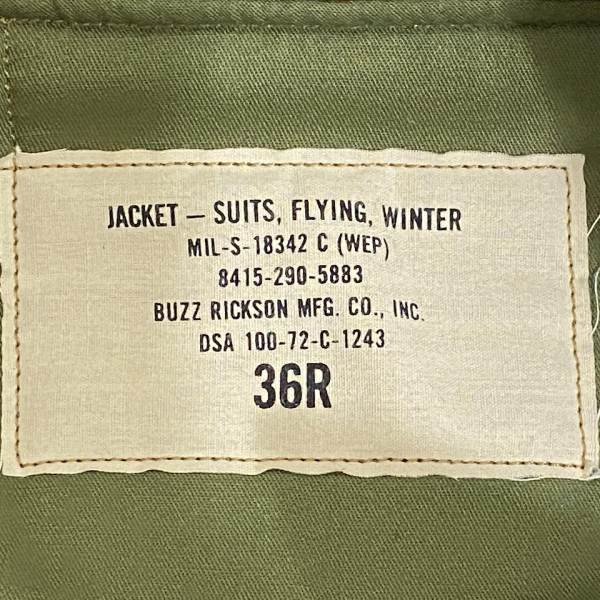 JACKET – SUITS, FLYING, WINTER
MIL-S-18342 C (WEP)
8415-290-5883
BUZZ RICKSON MFG. CO., INC.
DSA 100-72-C-1243
36R